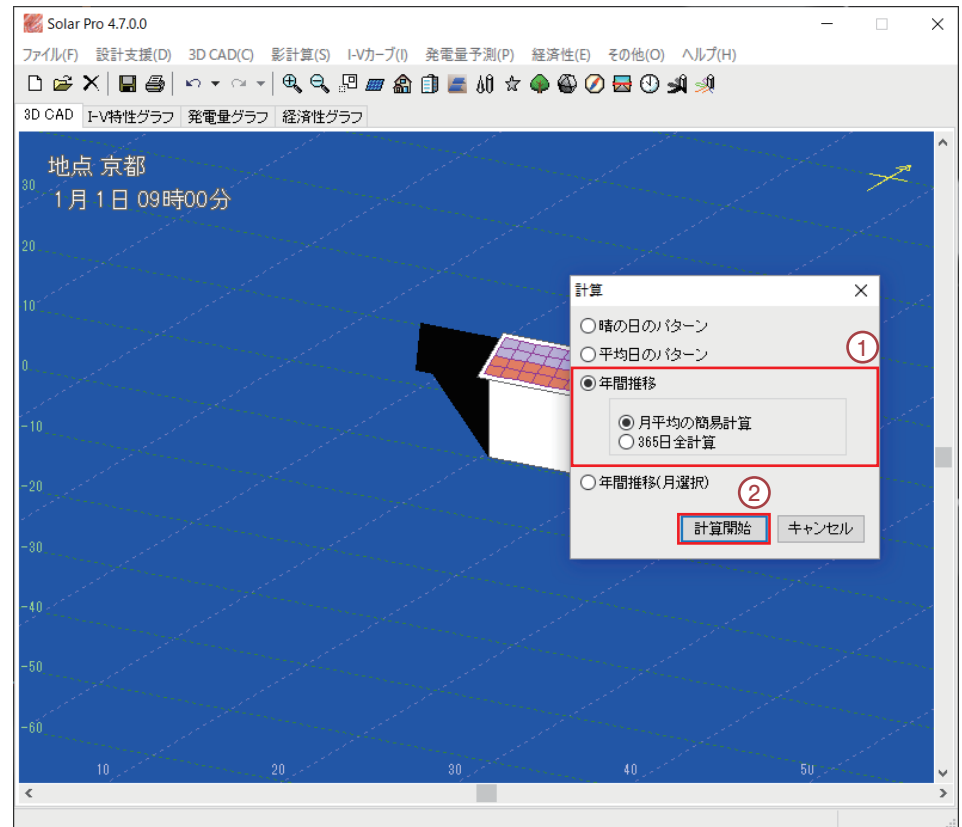 Solar Pro 4.7.0.0
ファイル(F) 設計支援(D) 3D CAD(C) 影計算(S) I-Vカーブ(I) 発電量予測(P) 経済性(E) その他(O) ヘルプ(H)
3D CAD I-V特性グラフ 発電量グラフ 経済性グラフ
地点 京都
30
1月 1日 09時00分
20
計算
10
晴の日のパターン
①
平均日のパターン
0
年間推移
月平均の簡易計算
-10
365日全計算
年間推移(月選択)
-20
②
計算開始 キャンセル
-30
-40
-50
-60
10 20 30 40 50